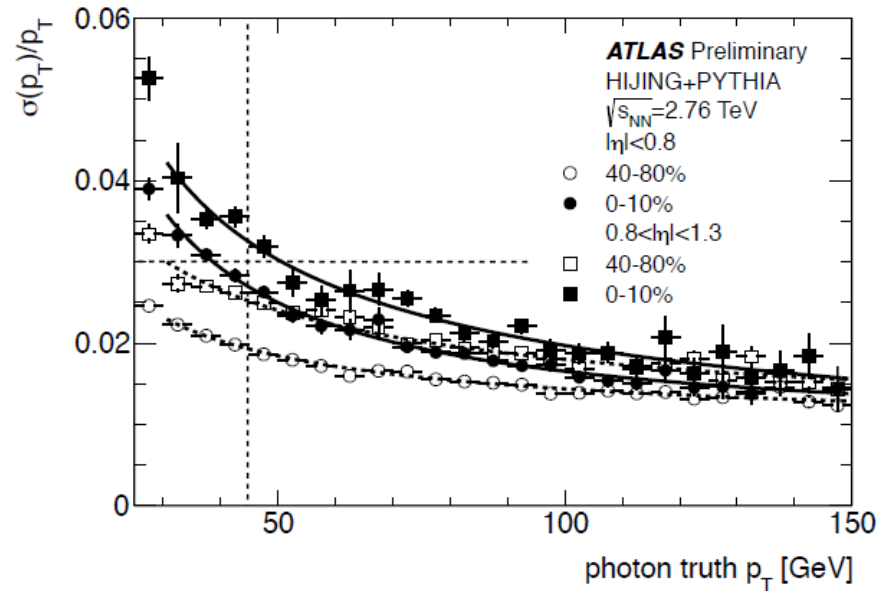 0.06
0.04
0.02
0
σ(p_T)/p_T
ATLAS Preliminary
HIJING+PYTHIA
√s_NN=2.76 TeV
|η|<0.8
40-80%
0-10%
0.8<|η|<1.3
40-80%
0-10%
50
100
150
photon truth p_T [GeV]